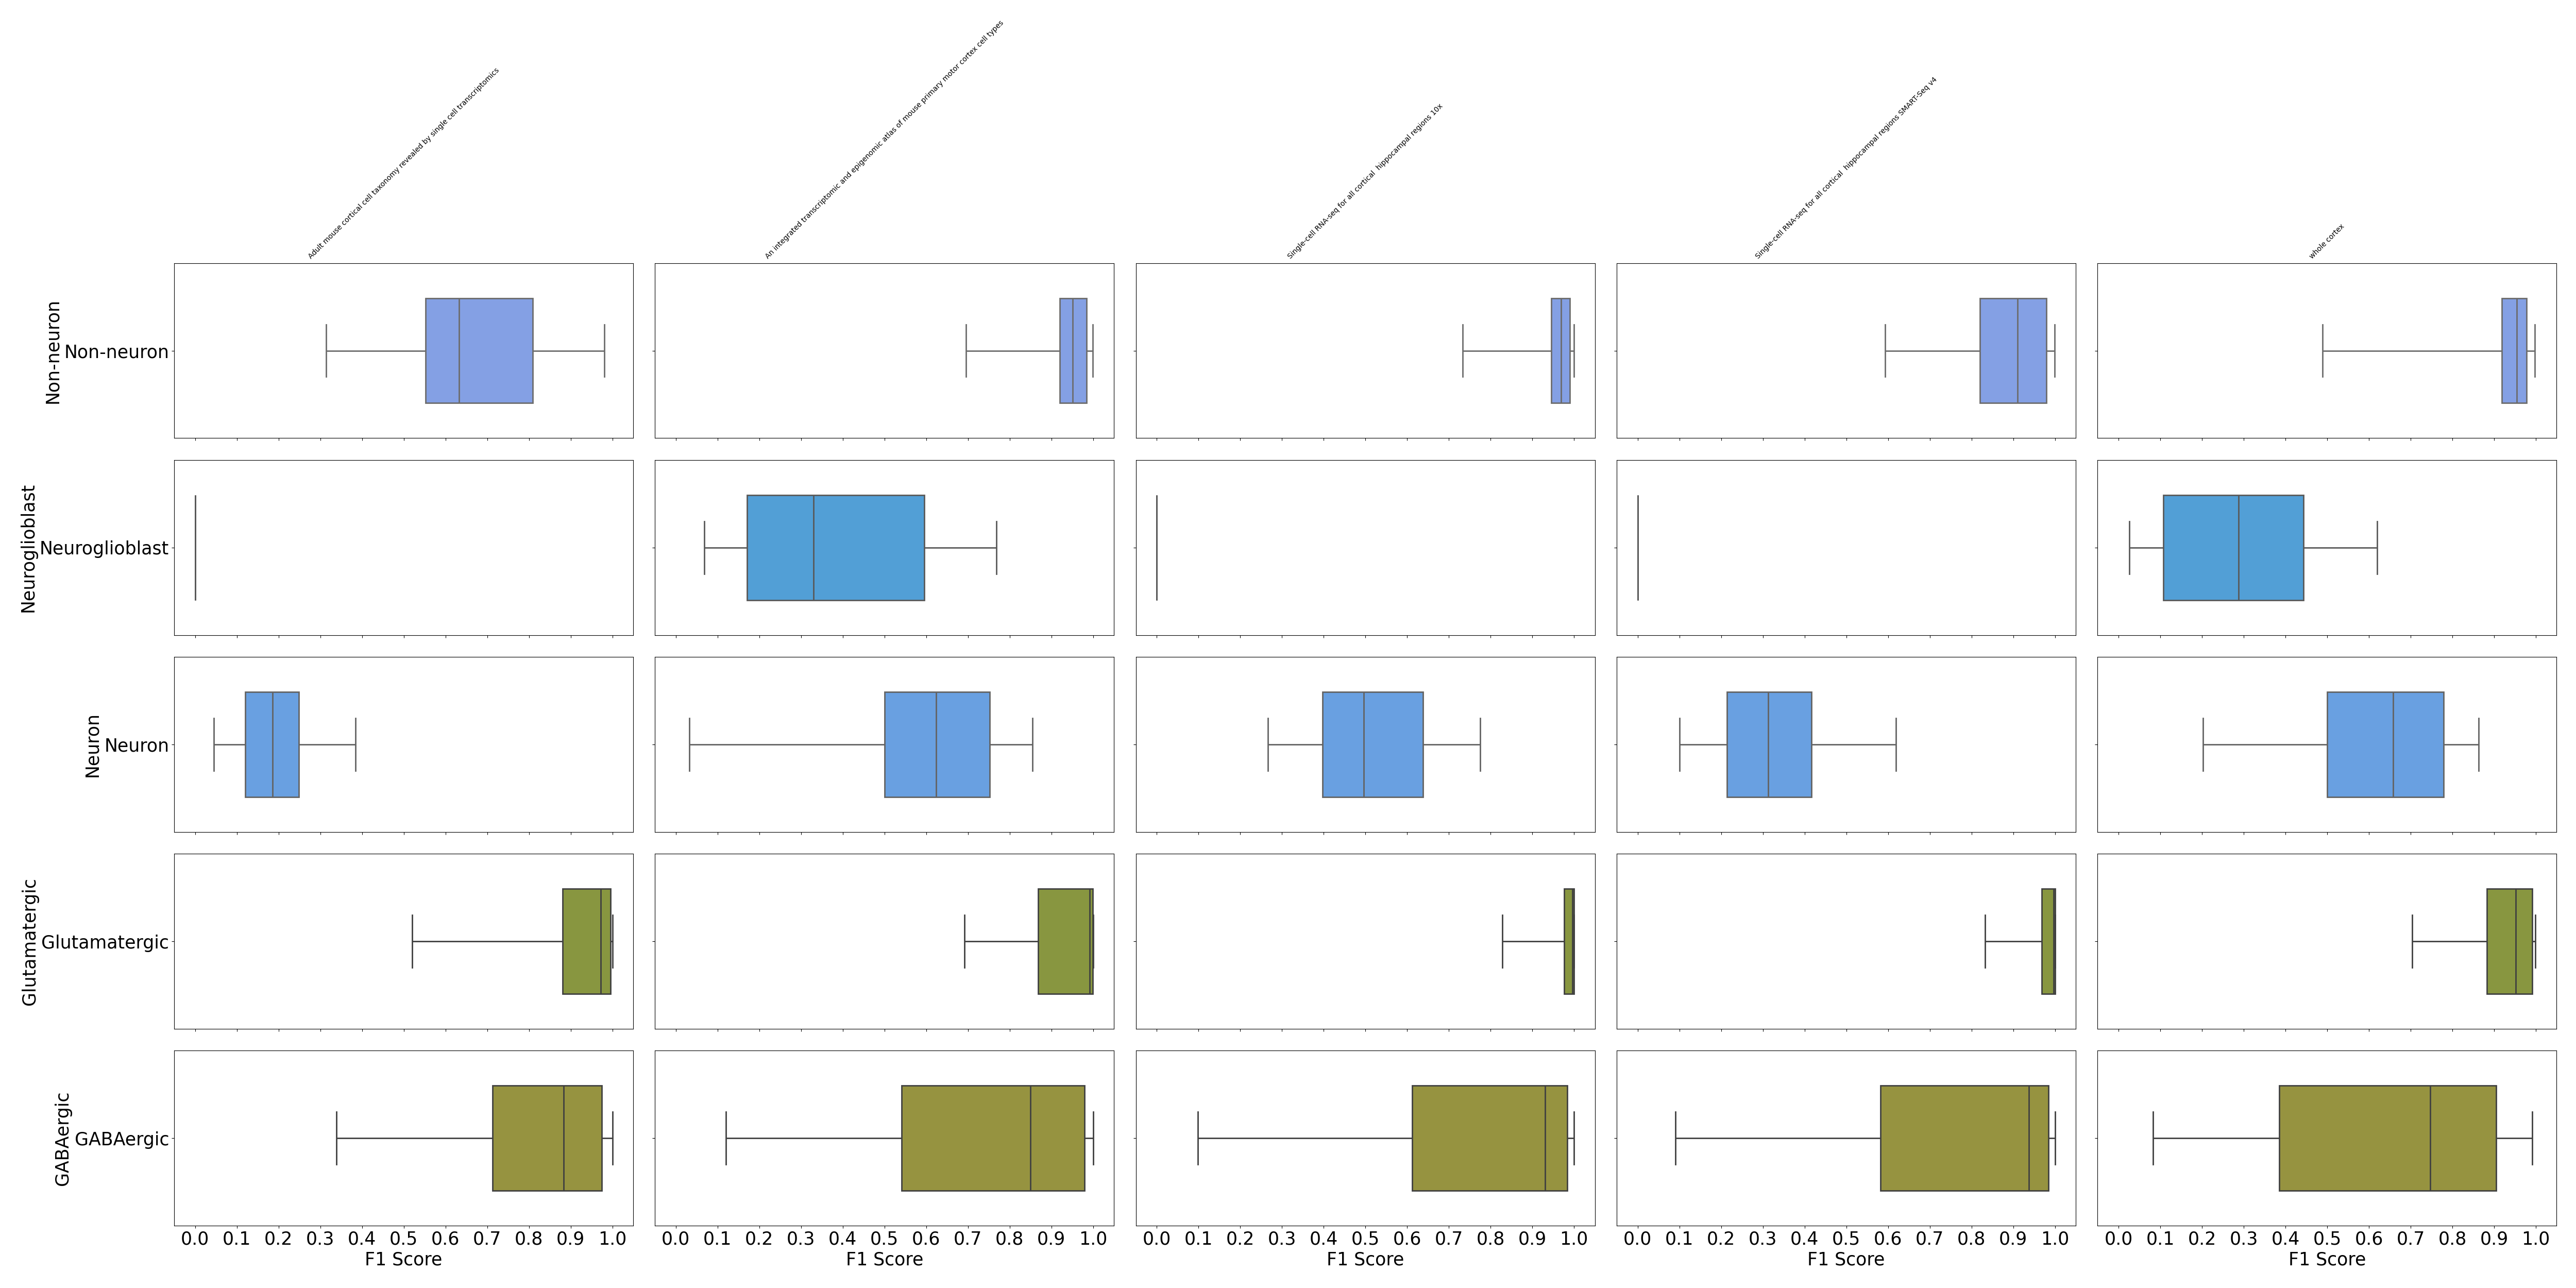 Adult mouse cortical cell taxonomy revealed by single cell transcriptomics
An integrated transcriptomic and epigenomic atlas of mouse primary motor cortex cell types
Single-cell RNA-seq for all cortical  hippocampal regions 10x
Single-cell RNA-seq for all cortical  hippocampal regions SMART-Seq v4
whole cortex
Non-neuron
Non-neuron
Neuroglioblast
Neuroglioblast
Neuron
Neuron
Glutamatergic
Glutamatergic
GABAergic
GABAergic
0.0 0.1 0.2 0.3 0.4 0.5 0.6 0.7 0.8 0.9 1.0
F1 Score
0.0 0.1 0.2 0.3 0.4 0.5 0.6 0.7 0.8 0.9 1.0
F1 Score
0.0 0.1 0.2 0.3 0.4 0.5 0.6 0.7 0.8 0.9 1.0
F1 Score
0.0 0.1 0.2 0.3 0.4 0.5 0.6 0.7 0.8 0.9 1.0
F1 Score
0.0 0.1 0.2 0.3 0.4 0.5 0.6 0.7 0.8 0.9 1.0
F1 Score